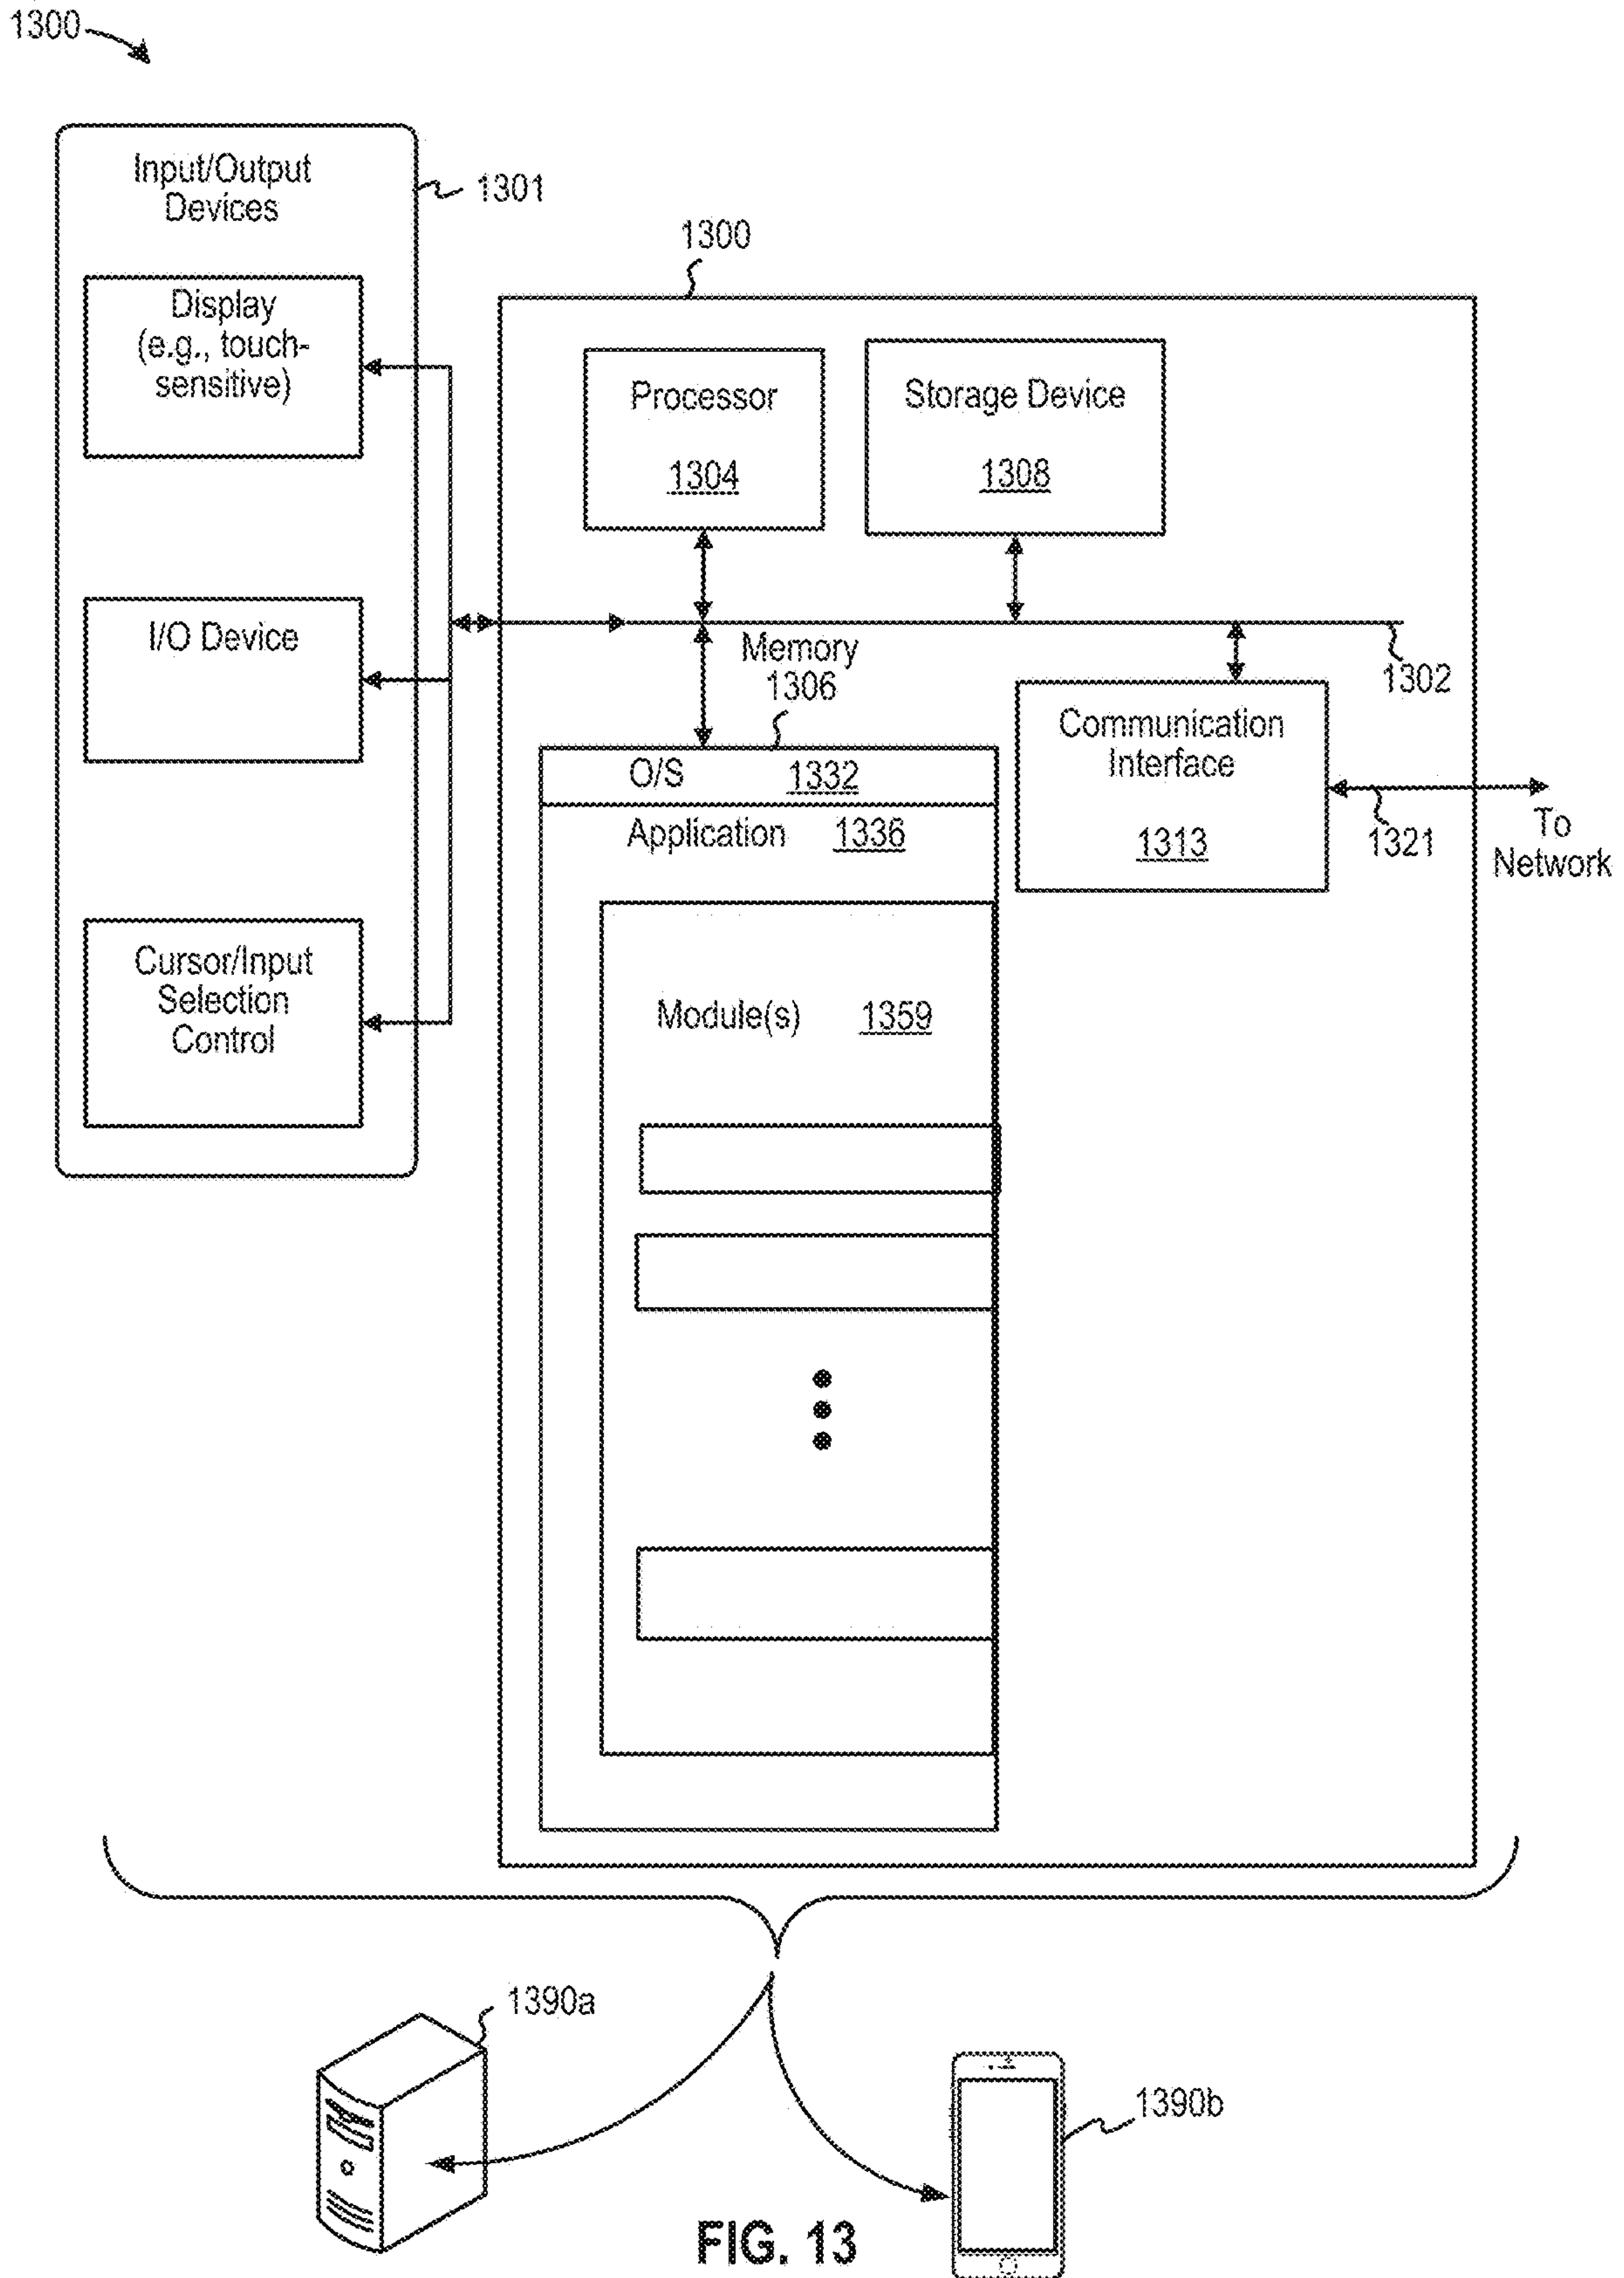 1300
Input/Output
Devices
1301
1300
Display
(e.g., touch-
sensitive)
Processor
1304
Storage Device
1308
I/O Device
Memory
1306
1302
Communication
Interface
1313
1321
To
Network
O/S 1332
Application 1336
Cursor/Input
Selection
Control
Module(s) 1359
1390a
1390b
FIG. 13